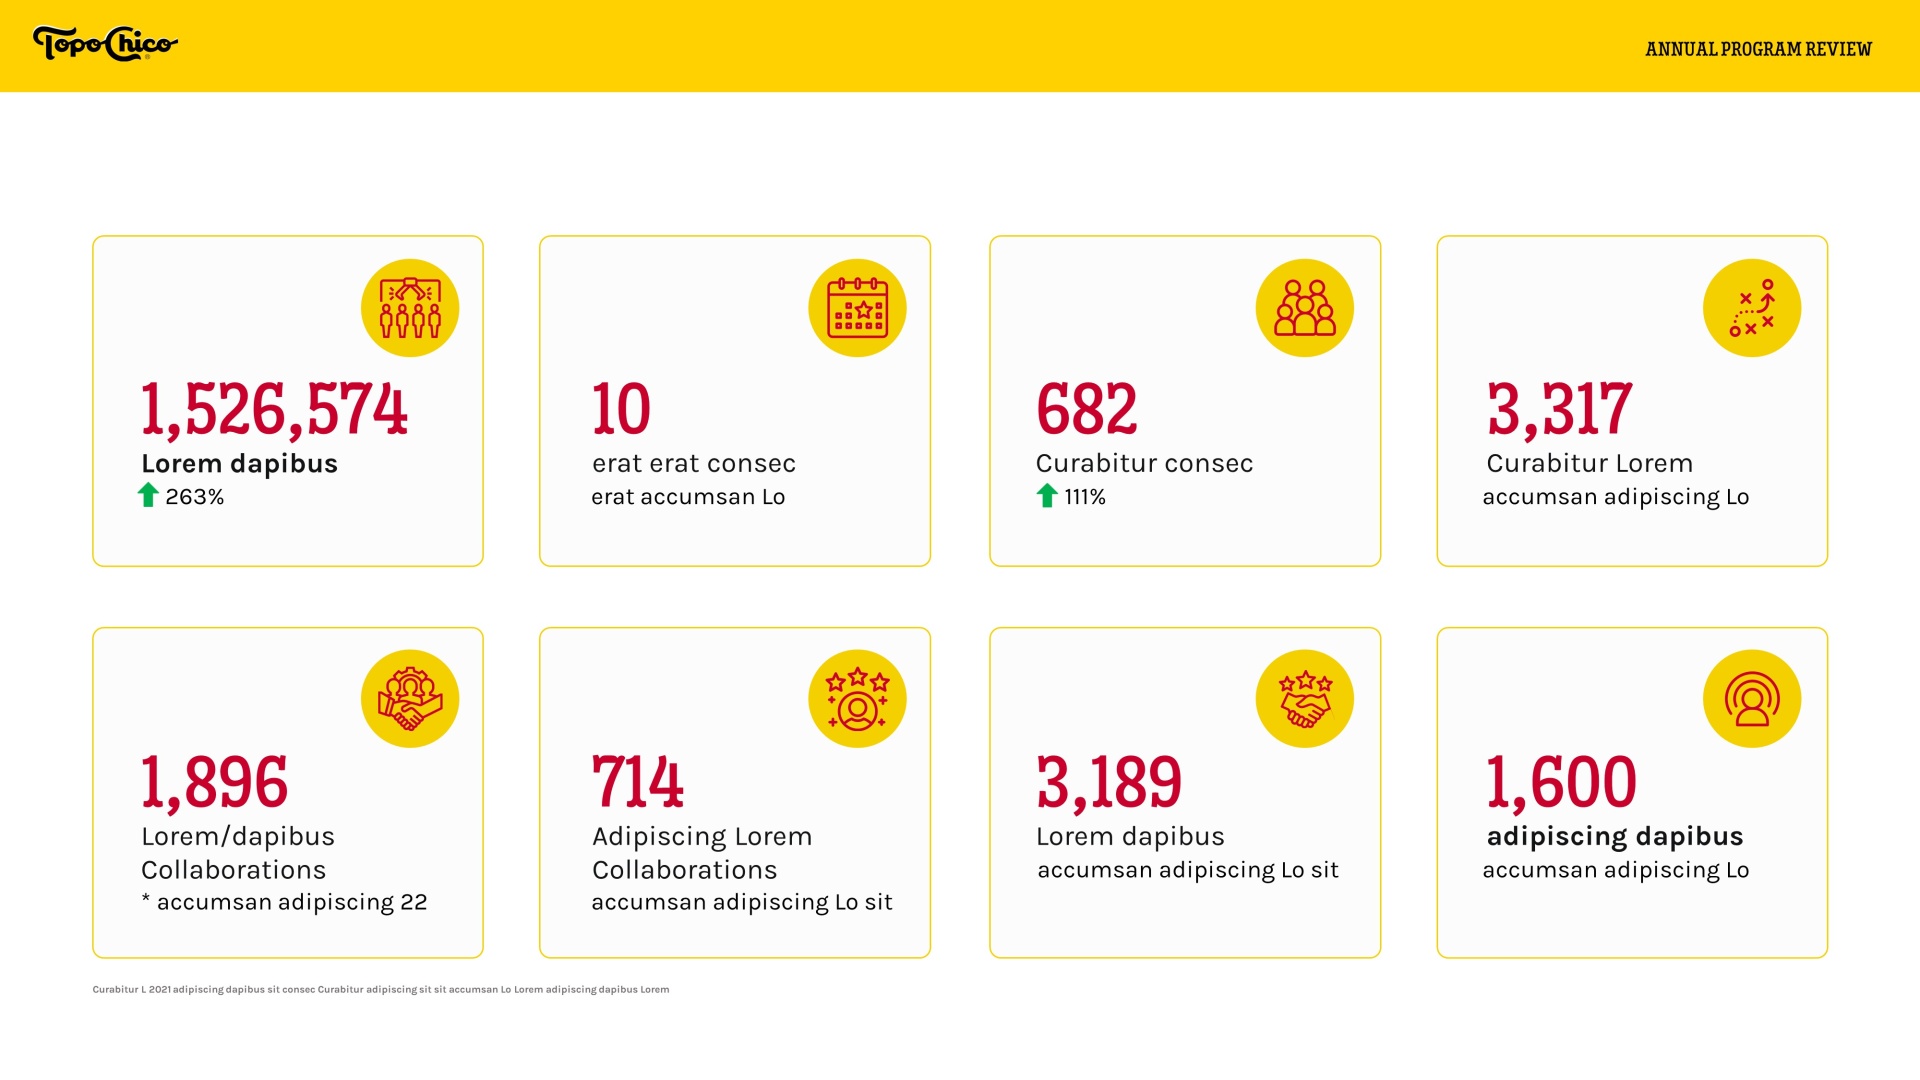 Topo Chico
ANNUAL PROGRAM REVIEW
1,526,574
Lorem dapibus
263%
10
erat erat consec
erat accumsan Lo
682
Curabitur consec
111%
3,317
Curabitur Lorem
accumsan adipiscing Lo
1,896
Lorem/dapibus
Collaborations
* accumsan adipiscing 22
714
Adipiscing Lorem
Collaborations
accumsan adipiscing Lo sit
3,189
Lorem dapibus
accumsan adipiscing Lo sit
1,600
adipiscing dapibus
accumsan adipiscing Lo
Curabitur L 2021 adipiscing dapibus sit consec Curabitur adipiscing sit sit accumsan Lo Lorem adipiscing dapibus Lorem